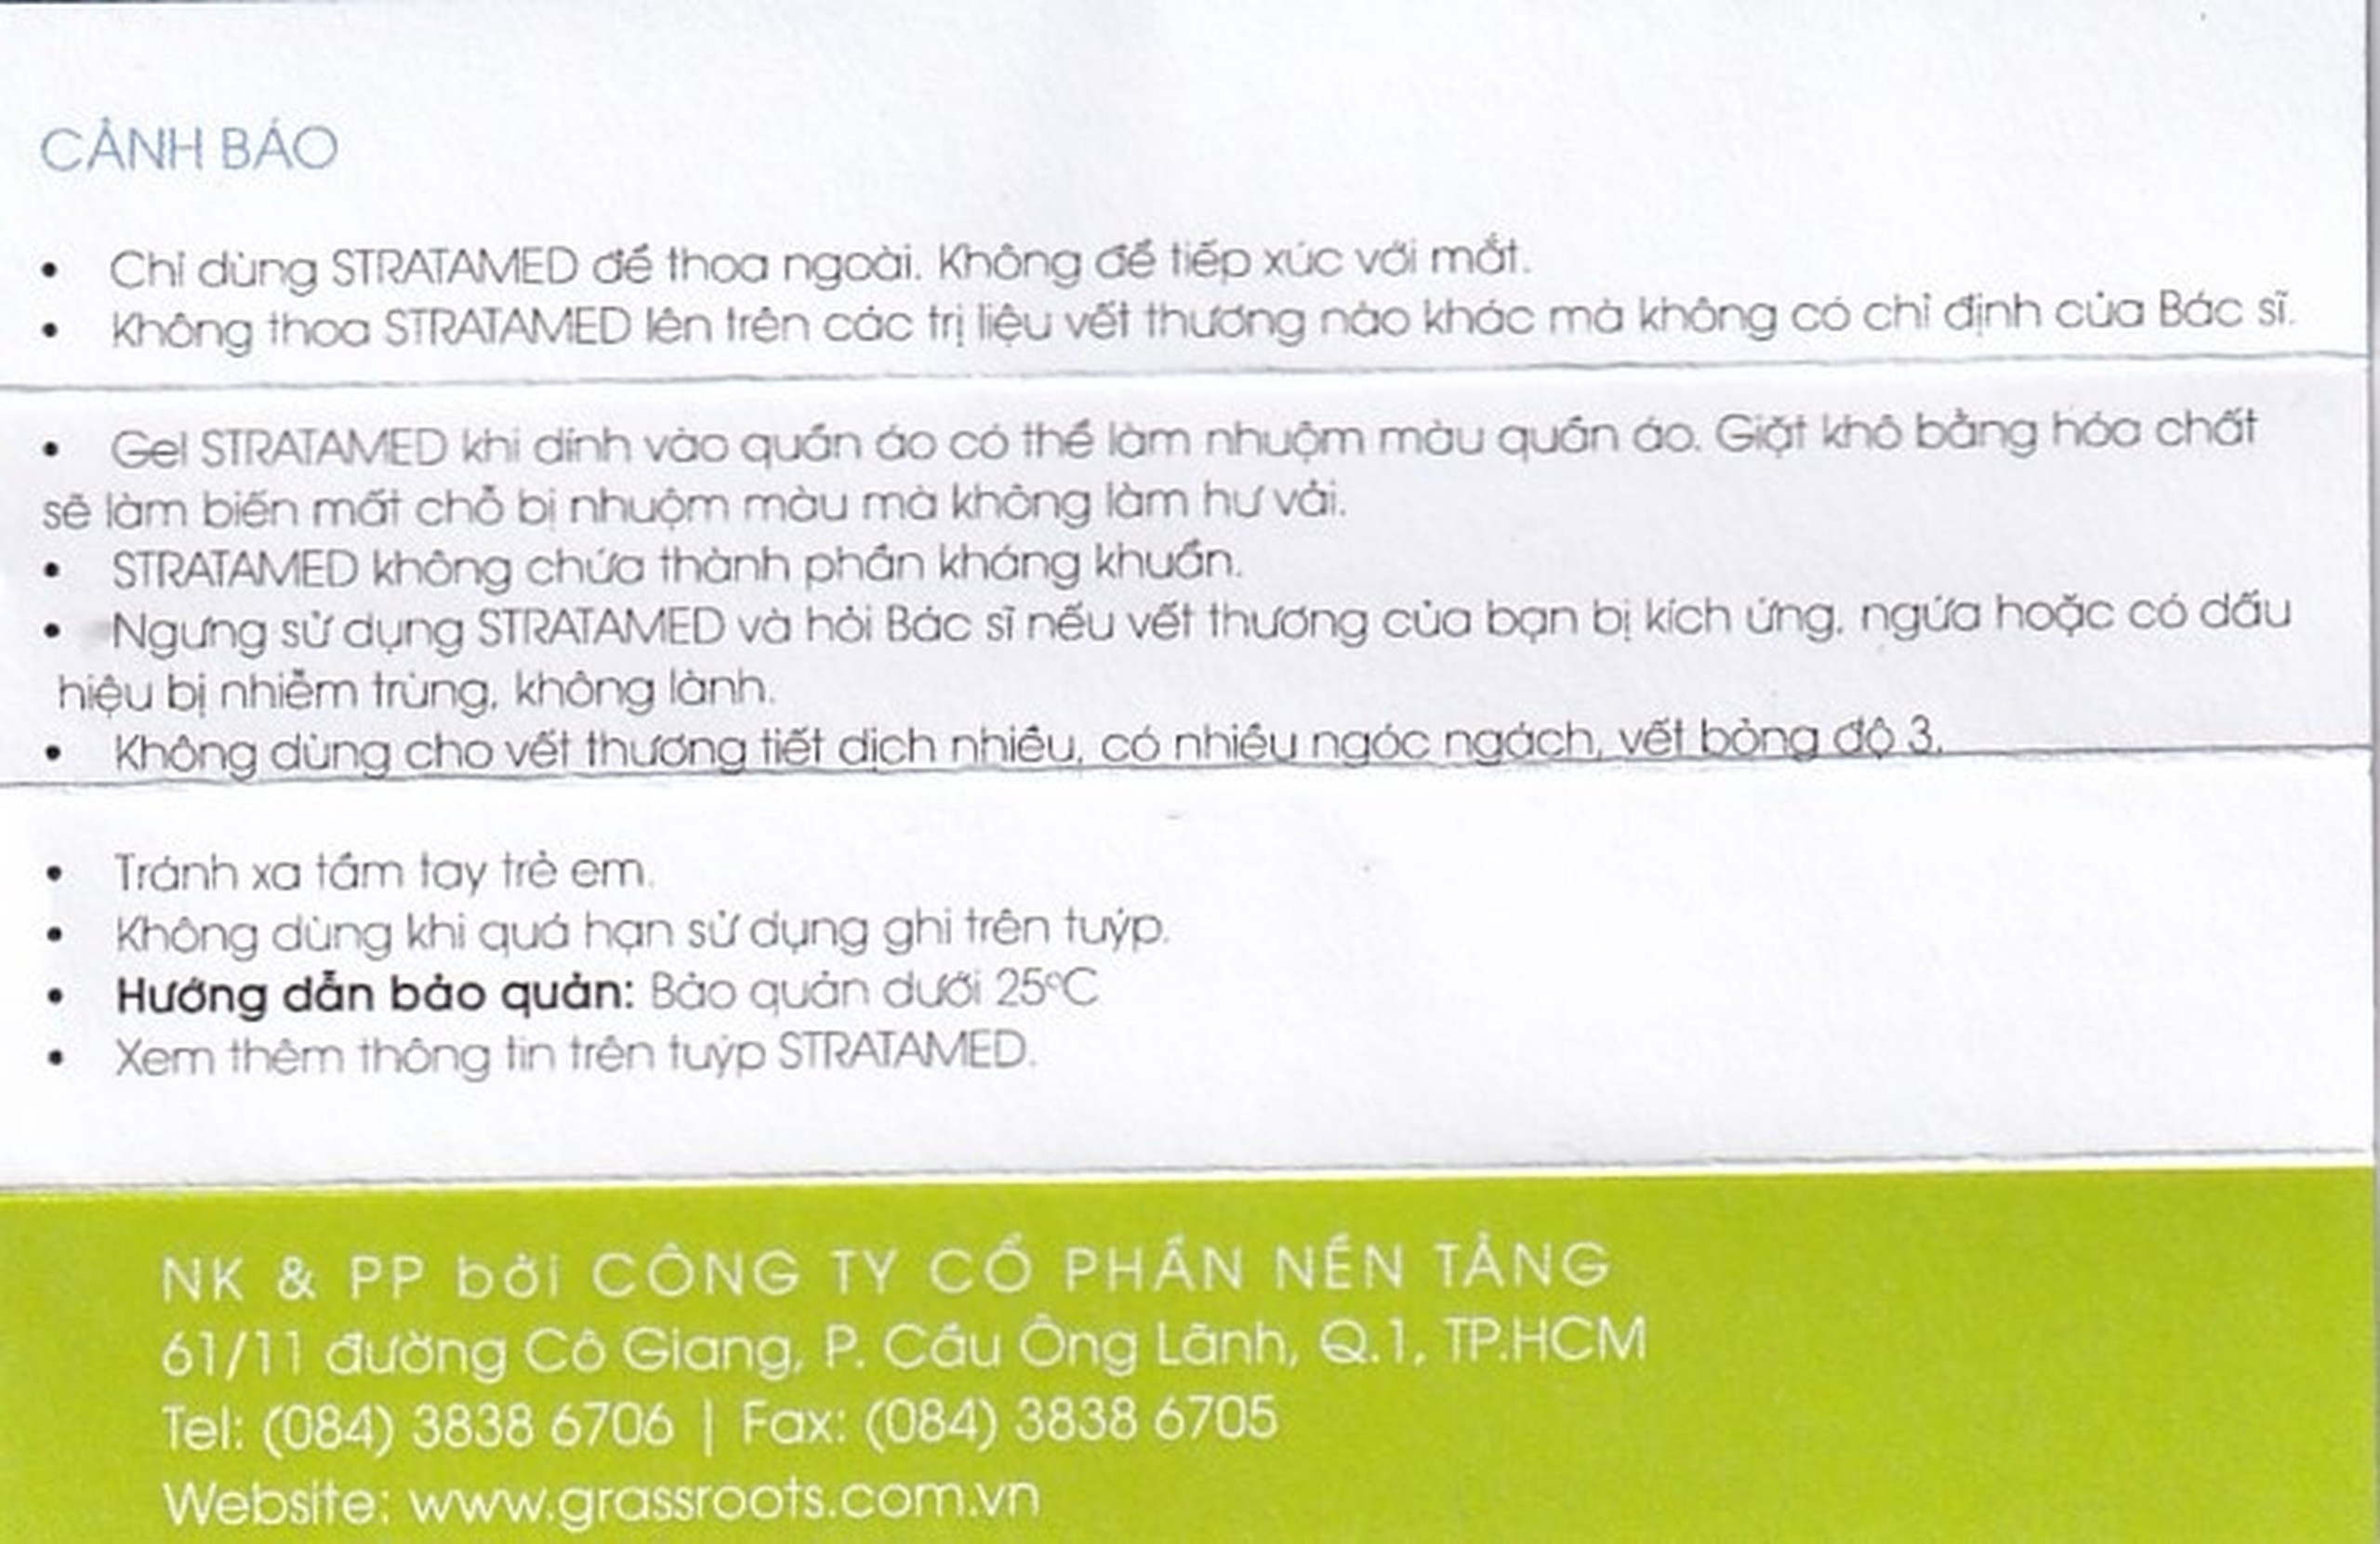 CẢNH BÁO
• Chỉ dùng STRATAMED để thoa ngoài. Không để tiếp xúc với mắt.
• Không thoa STRATAMED lên trên các trị liệu vết thương nào khác mà không có chỉ định của Bác sĩ.
• Gel STRATAMED khi dính vào quần áo có thể làm nhuộm màu quần áo. Giặt khô bằng hóa chất
sẽ làm biến mất chỗ bị nhuộm màu mà không làm hư vải.
• STRATAMED không chứa thành phần kháng khuẩn.
• Ngưng sử dụng STRATAMED và hỏi Bác sĩ nếu vết thương của bạn bị kích ứng, ngứa hoặc có dấu
hiệu bị nhiễm trùng, không lành.
• Không dùng cho vết thương tiết dịch nhiều, có nhiều ngóc ngách, vết bỏng độ 3.
• Tránh xa tầm tay trẻ em.
• Không dùng khi quá hạn sử dụng ghi trên tuýp.
• Hướng dẫn bảo quản: Bảo quản dưới 25°C
• Xem thêm thông tin trên tuýp STRATAMED.
NK & PP bởi CÔNG TY CỔ PHẦN NỀN TẢNG
61/11 đường Cô Giang, P. Cầu Ông Lãnh, Q.1, TP.HCM
Tel: (084) 3838 6706 | Fax: (084) 3838 6705
Website: www.grassroots.com.vn